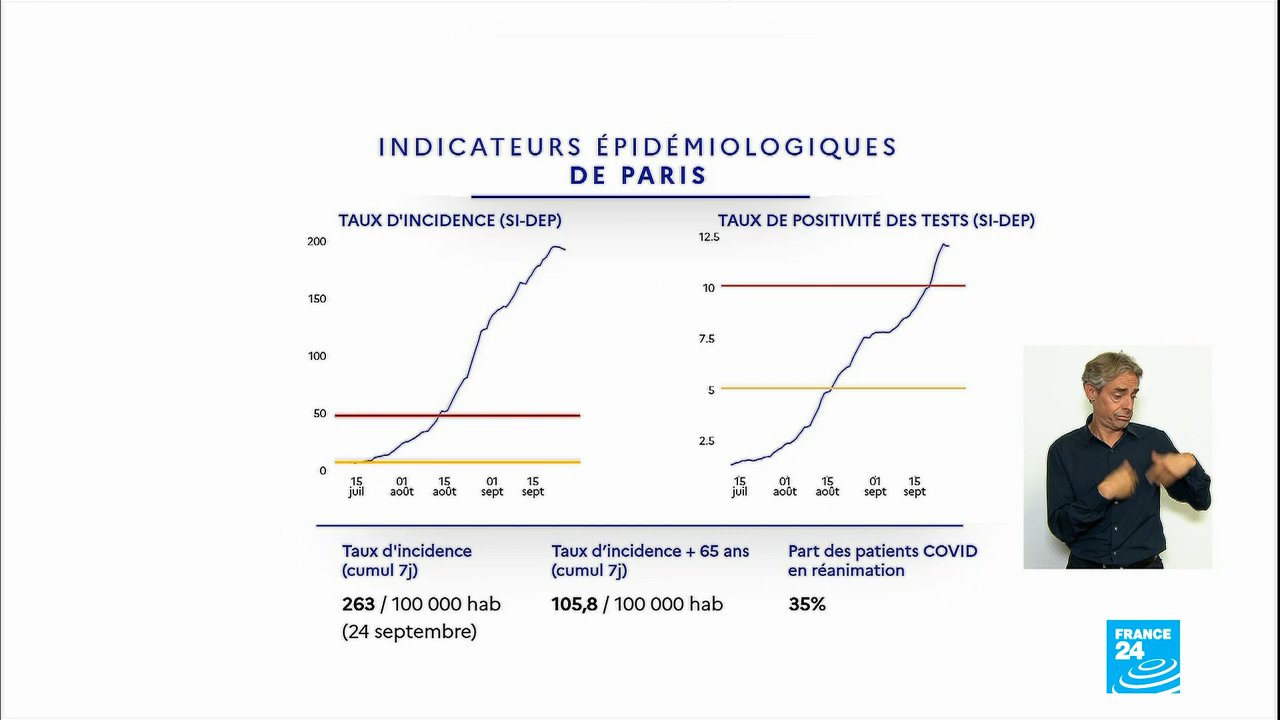 INDICATEURS ÉPIDÉMIOLOGIQUES
DE PARIS
TAUX D'INCIDENCE (SI-DEP)
200
150
100
50
0
15 juil
01 août
15 août
01 sept
15 sept
TAUX DE POSITIVITÉ DES TESTS (SI-DEP)
12.5
10
7.5
5
2.5
15 juil
01 août
15 août
01 sept
15 sept
Taux d'incidence
(cumul 7j)
263 / 100 000 hab
(24 septembre)
Taux d’incidence + 65 ans
(cumul 7j)
105,8 / 100 000 hab
Part des patients COVID
en réanimation
35%
FRANCE
24